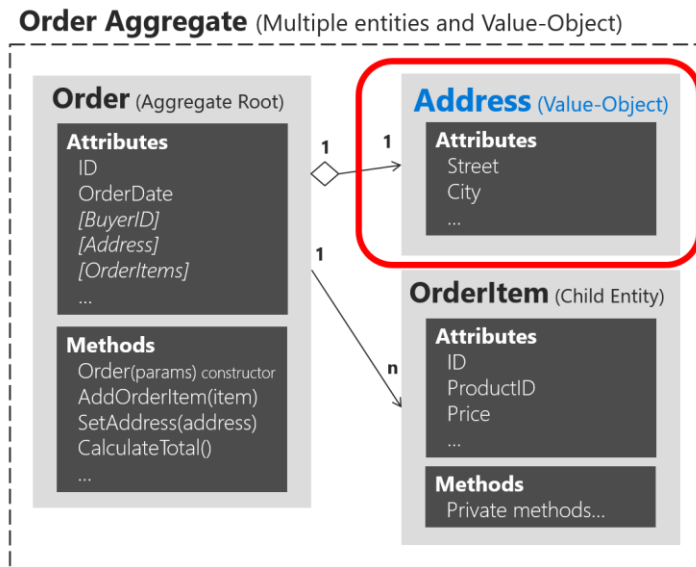 Order Aggregate (Multiple entities and Value-Object)
Order (Aggregate Root)
Attributes
ID
OrderDate
[BuyerID]
[Address]
[OrderItems]
...
Methods
Order(params) constructor
AddOrderItem(item)
SetAddress(address)
CalculateTotal()
...
1
1
1
n
Address (Value-Object)
Attributes
Street
City
...
OrderItem (Child Entity)
Attributes
ID
ProductID
Price
...
Methods
Private methods...